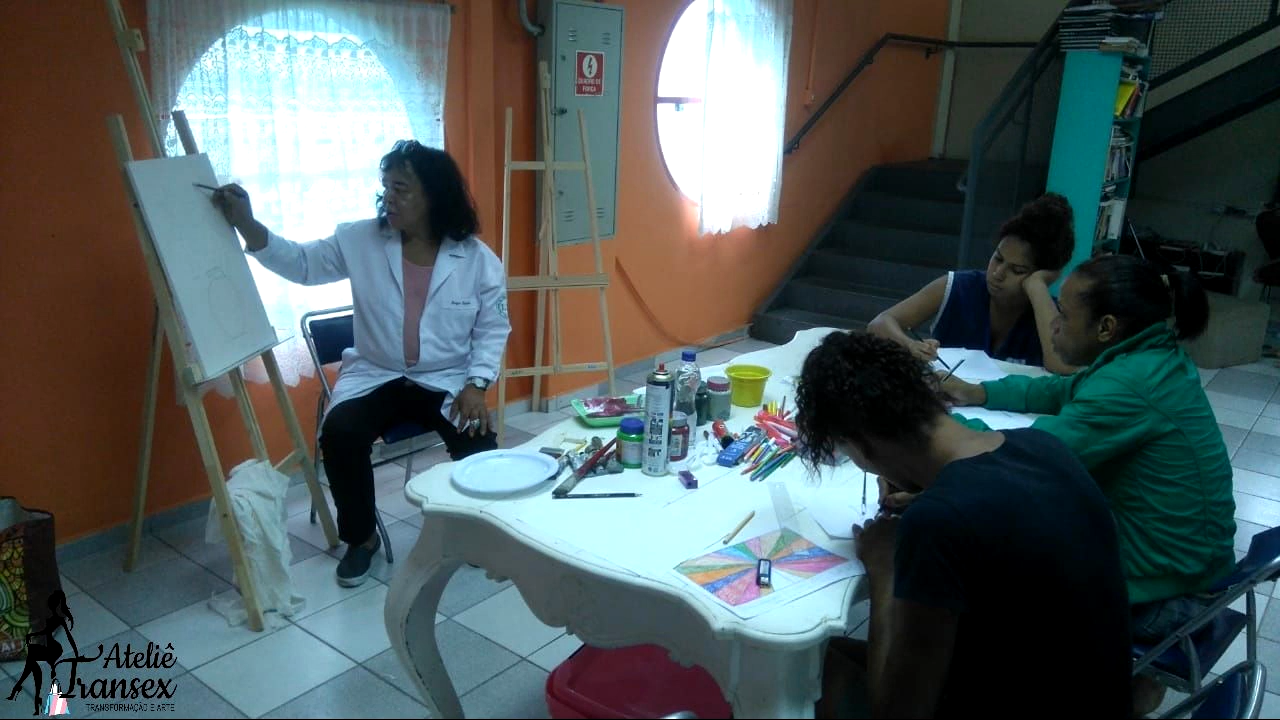 QUADRO DE
FORÇA
Ateliê
Transex
TRANSFORMAÇÃO E ARTE